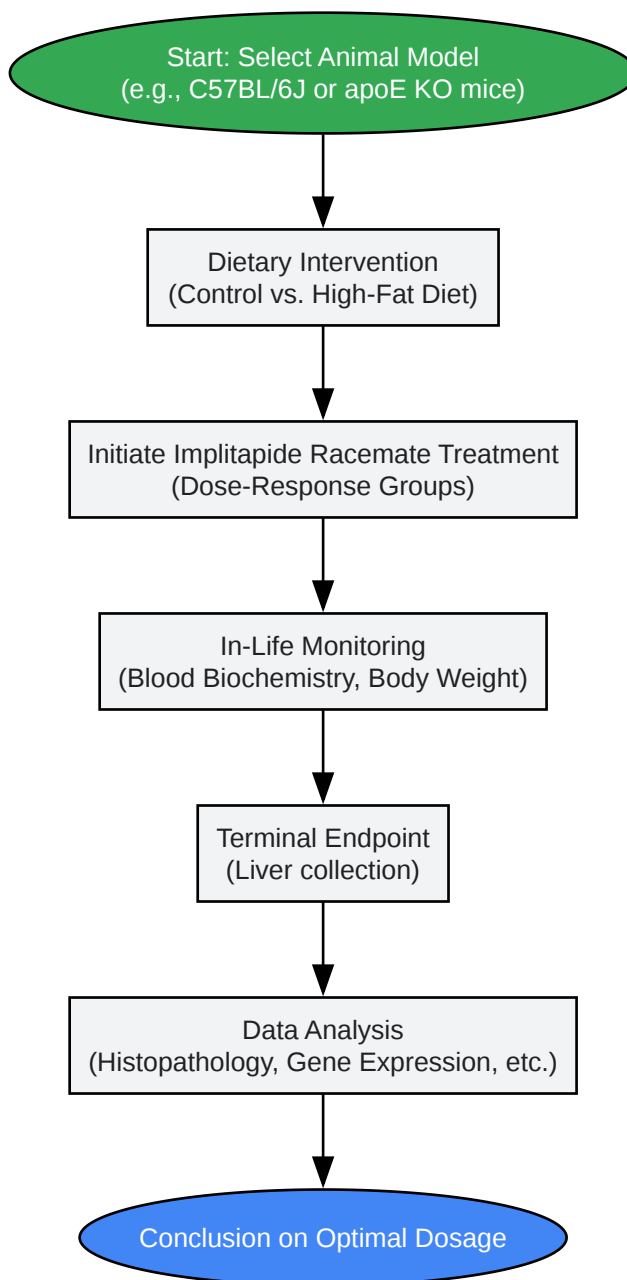 Start: Select Animal Model
(e.g., C57BL/6J or apoE KO mice)
Dietary Intervention
(Control vs. High-Fat Diet)
Initiate Implitapide Racemate Treatment
(Dose-Response Groups)
In-Life Monitoring
(Blood Biochemistry, Body Weight)
Terminal Endpoint
(Liver collection)
Data Analysis
(Histopathology, Gene Expression, etc.)
Conclusion on Optimal Dosage